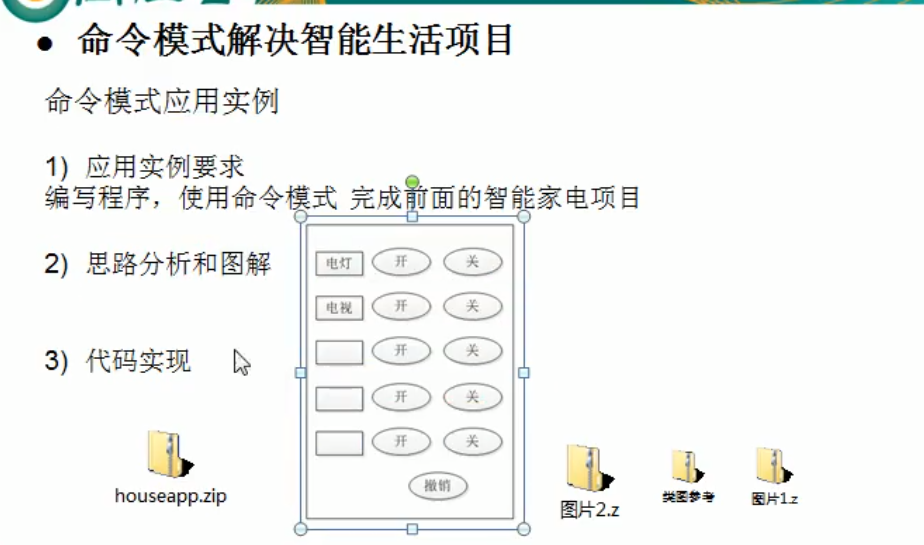 ● 命令模式解决智能生活项目
命令模式应用实例
1) 应用实例要求
编写程序，使用命令模式 完成前面的智能家电项目
2) 思路分析和图解
3) 代码实现
电灯 开 关
电视 开 关
开 关
开 关
开 关
撤销
houseapp.zip
图片2.z
类图参考
图片1.z